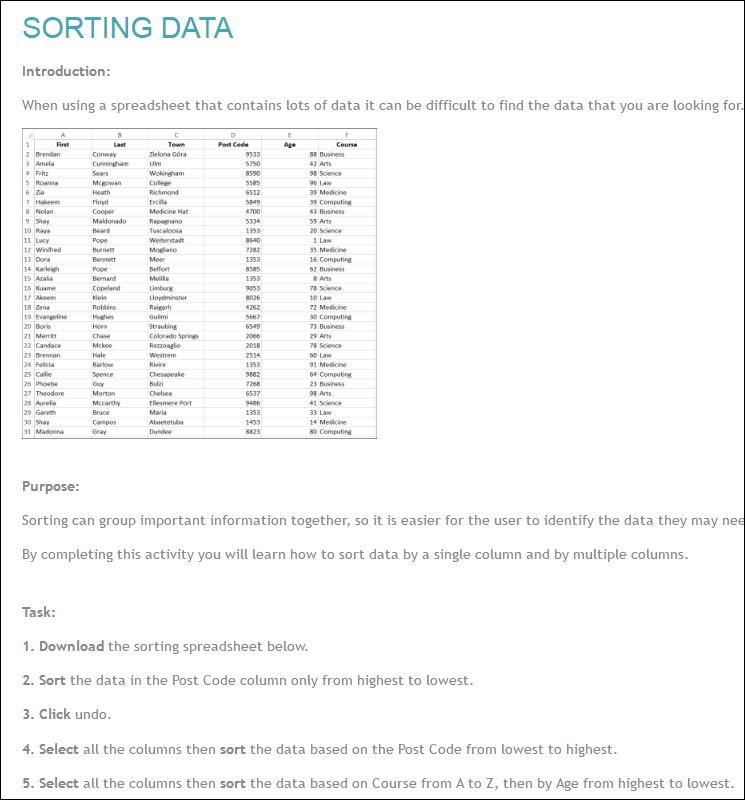 SORTING DATA
Introduction:
When using a spreadsheet that contains lots of data it can be difficult to find the data that you are looking for.
A B C D E F
1 First Last Town Post Code Age Course
2 Brendan Conway Zielona Góra 9533 88 Business
3 Amela Cunningham Ulm 5750 42 Arts
4 Fritz Sears Wokingham 8590 98 Science
5 Roanna Mcgowan College 5585 96 Law
6 Zia Heath Richmond 6512 39 Medicine
7 Hakeem Floyd Ercilla 5849 39 Computing
8 Nolan Cooper Medicine Hat 4700 43 Business
9 Shay Maldonado Rapagnano 5334 59 Arts
10 Raya Beard Tuscaloosa 1353 20 Science
11 Lucy Pope Weiterstadt 8640 1 Law
12 Winifred Burnett Mogliano 7282 35 Medicine
13 Dora Bennett Meer 1353 16 Computing
14 Karleigh Pope Belfort 8585 62 Business
15 Azalia Bernard Melilla 1353 8 Arts
16 Kuame Copeland Limburg 9053 78 Science
17 Akeem Klein Lloydminster 8026 10 Law
18 Zena Robbins Raigarh 4262 72 Medicine
19 Evangeline Hughes Guilmi 5667 30 Computing
20 Boris Horn Straubing 6549 73 Business
21 Merritt Chase Colorado Springs 2066 29 Arts
22 Candace Mckee Rezzoaglio 2018 78 Science
23 Brennan Hale Westrem 2514 60 Law
24 Felicia Barlow Rivire 1353 91 Medicine
25 Callie Spence Chesapeake 9882 64 Computing
26 Phoebe Guy Bulzi 7268 23 Business
27 Theodore Morton Chelsea 6537 98 Arts
28 Aurelia Mccarthy Ellesmere Port 9486 41 Science
29 Gareth Bruce Maria 1353 33 Law
30 Shay Campos Abaetetuba 1453 14 Medicine
31 Madonna Gray Dundee 8823 80 Computing
Purpose:
Sorting can group important information together, so it is easier for the user to identify the data they may nee
By completing this activity you will learn how to sort data by a single column and by multiple columns.
Task:
1. Download the sorting spreadsheet below.
2. Sort the data in the Post Code column only from highest to lowest.
3. Click undo.
4. Select all the columns then sort the data based on the Post Code from lowest to highest.
5. Select all the columns then sort the data based on Course from A to Z, then by Age from highest to lowest.